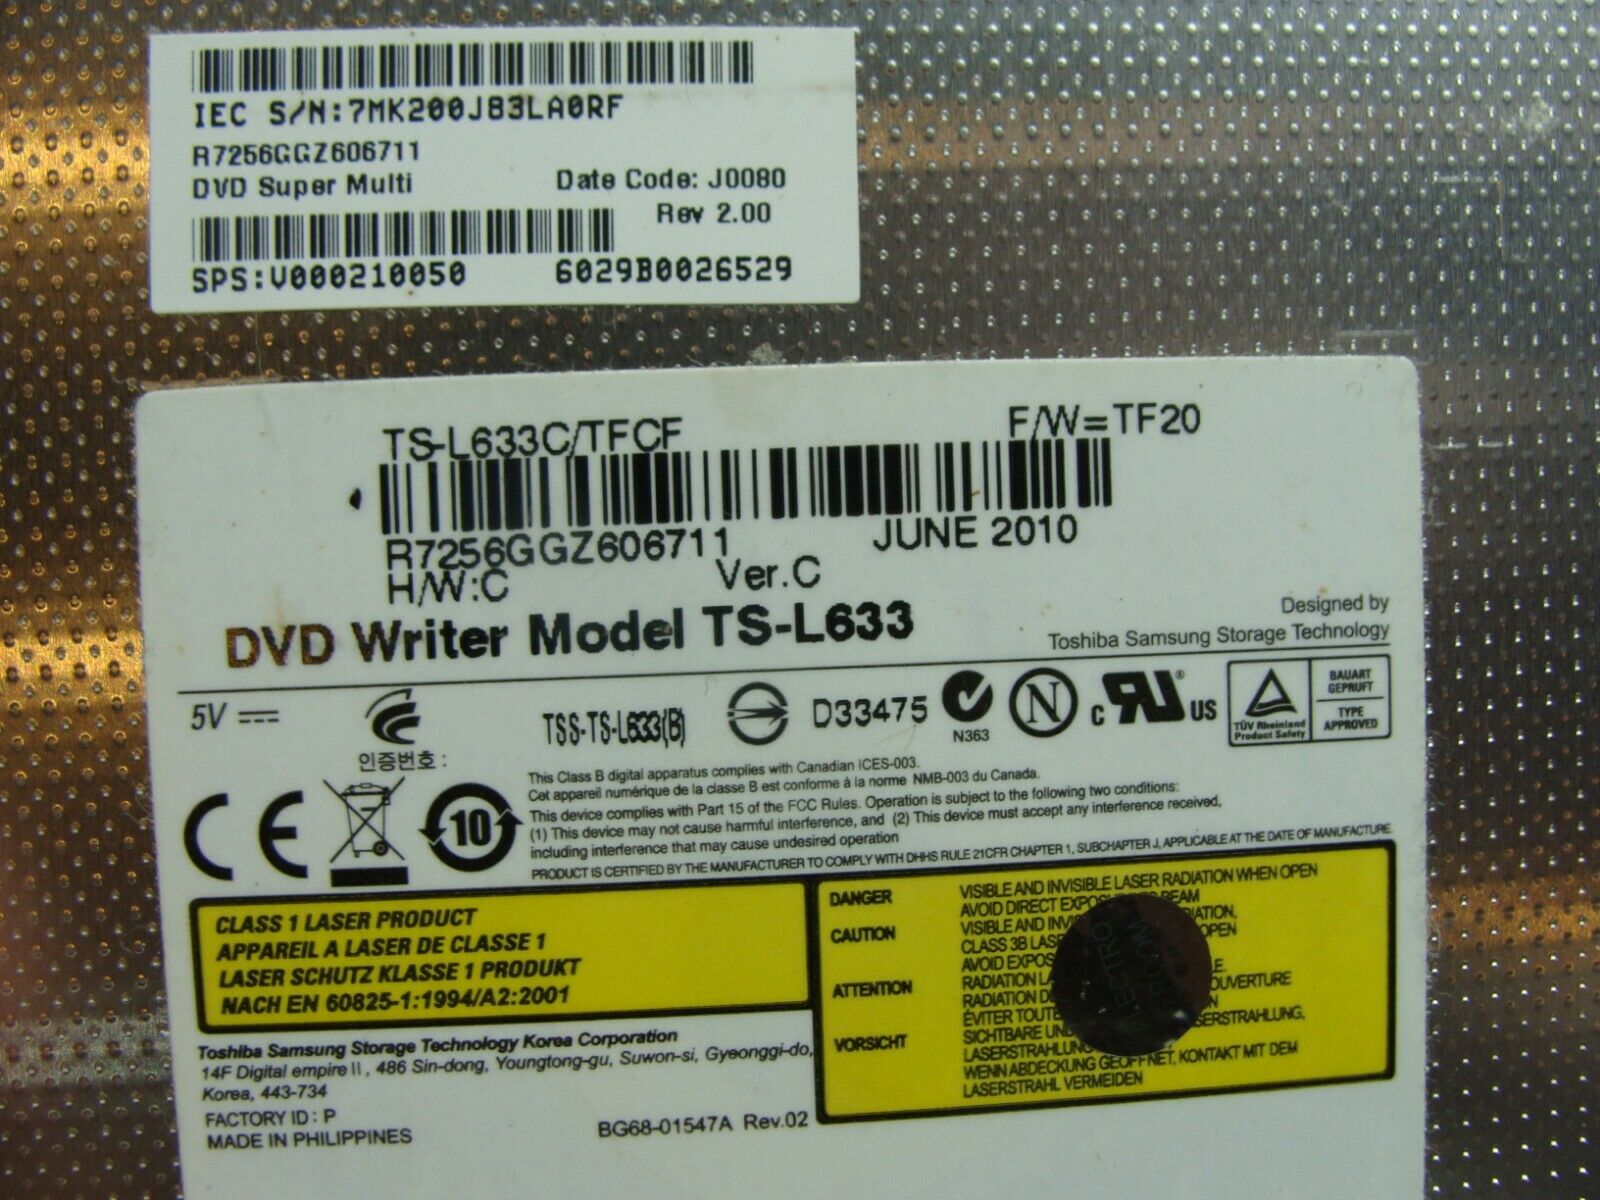 IEC S/N:7MK200J83LA0RF
R7256GGZ606711
DVD Super Multi
Date Code: J0080
Rev 2.00
SPS:V000210050 6029B0026529
TS-L633C/TFCF F/W=TF20
R7256GGZ606711 JUNE 2010
H/W:C Ver.C
DVD Writer Model TS-L633
Designed by
Toshiba Samsung Storage Technology
5V
인증번호 :
TSS-TS-L633(B)
D33475
N363
N
c RU ® US
TÜV Rheinland
Product Safety
BAUART
GEPRÜFT
TYPE
APPROVED
CE
10
This Class B digital apparatus complies with Canadian ICES-003.
Cet appareil numérique de la classe B est conforme à la norme NMB-003 du Canada.
This device complies with Part 15 of the FCC Rules. Operation is subject to the following two conditions:
(1) This device may not cause harmful interference, and (2) This device must accept any interference received,
including interference that may cause undesired operation
PRODUCT IS CERTIFIED BY THE MANUFACTURER TO COMPLY WITH DHHS RULE 21CFR CHAPTER 1, SUBCHAPTER J, APPLICABLE AT THE DATE OF MANUFACTURE
CLASS 1 LASER PRODUCT
APPAREIL A LASER DE CLASSE 1
LASER SCHUTZ KLASSE 1 PRODUKT
NACH EN 60825-1:1994/A2:2001
DANGER VISIBLE AND INVISIBLE LASER RADIATION WHEN OPEN
AVOID DIRECT BEAM
CAUTION VISIBLE AND
CLASS 3B OPEN
AVOID
ATTENTION RADIATION
RADIATION
ÉVITER
VORSICHT SICHTBARE
WENN ABDECKUNG GEÖFFNET, KONTAKT MIT DEM
LASERSTRAHL VERMEIDEN
ELECTRO
Toshiba Samsung Storage Technology Korea Corporation
14F Digital empire II , 486 Sin-dong, Youngtong-gu, Suwon-si, Gyeonggi-do,
Korea, 443-734
FACTORY ID : P
MADE IN PHILIPPINES
BG68-01547A Rev.02